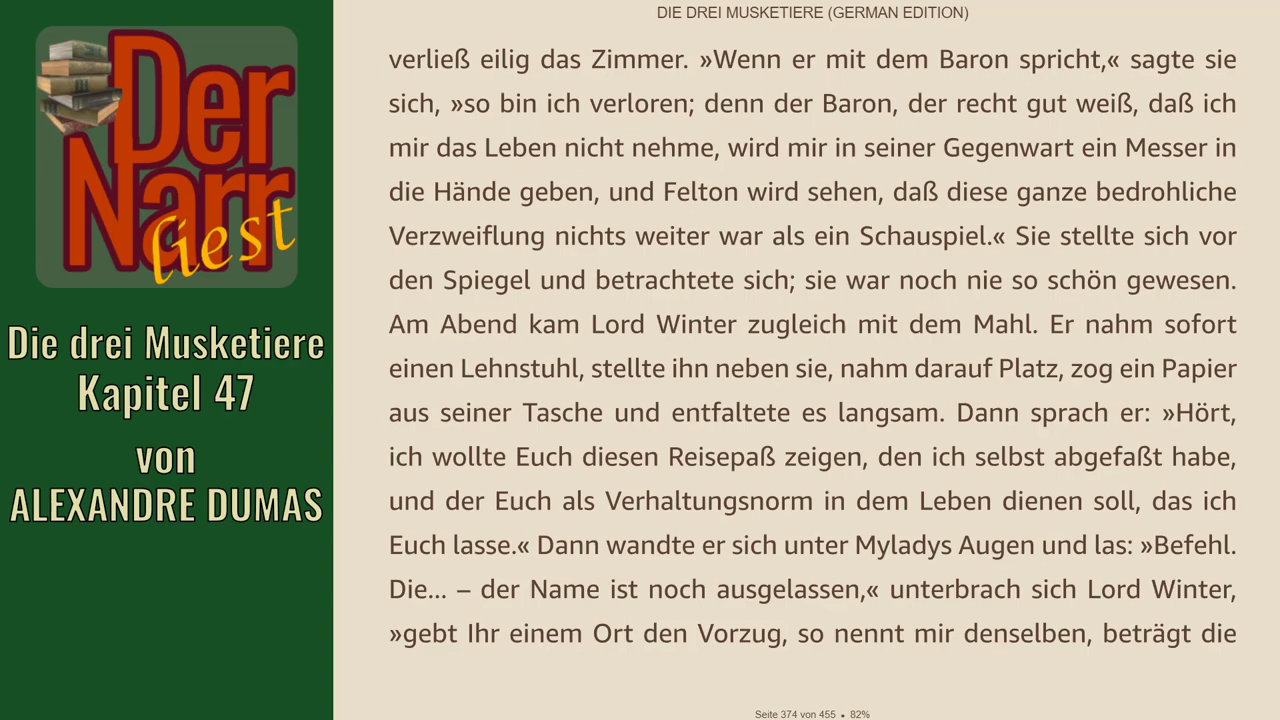 Der
Narr
liest
Die drei Musketiere
Kapitel 47
von
ALEXANDRE DUMAS
DIE DREI MUSKETIERE (GERMAN EDITION)
verließ eilig das Zimmer. »Wenn er mit dem Baron spricht,« sagte sie
sich, »so bin ich verloren; denn der Baron, der recht gut weiß, daß ich
mir das Leben nicht nehme, wird mir in seiner Gegenwart ein Messer in
die Hände geben, und Felton wird sehen, daß diese ganze bedrohliche
Verzweiflung nichts weiter war als ein Schauspiel.« Sie stellte sich vor
den Spiegel und betrachtete sich; sie war noch nie so schön gewesen.
Am Abend kam Lord Winter zugleich mit dem Mahl. Er nahm sofort
einen Lehnstuhl, stellte ihn neben sie, nahm darauf Platz, zog ein Papier
aus seiner Tasche und entfaltete es langsam. Dann sprach er: »Hört,
ich wollte Euch diesen Reisepaß zeigen, den ich selbst abgefaßt habe,
und der Euch als Verhaltungsnorm in dem Leben dienen soll, das ich
Euch lasse.« Dann wandte er sich unter Myladys Augen und las: »Befehl.
Die... – der Name ist noch ausgelassen,« unterbrach sich Lord Winter,
»gebt Ihr einem Ort den Vorzug, so nennt mir denselben, beträgt die
Seite 374 von 455 • 82%